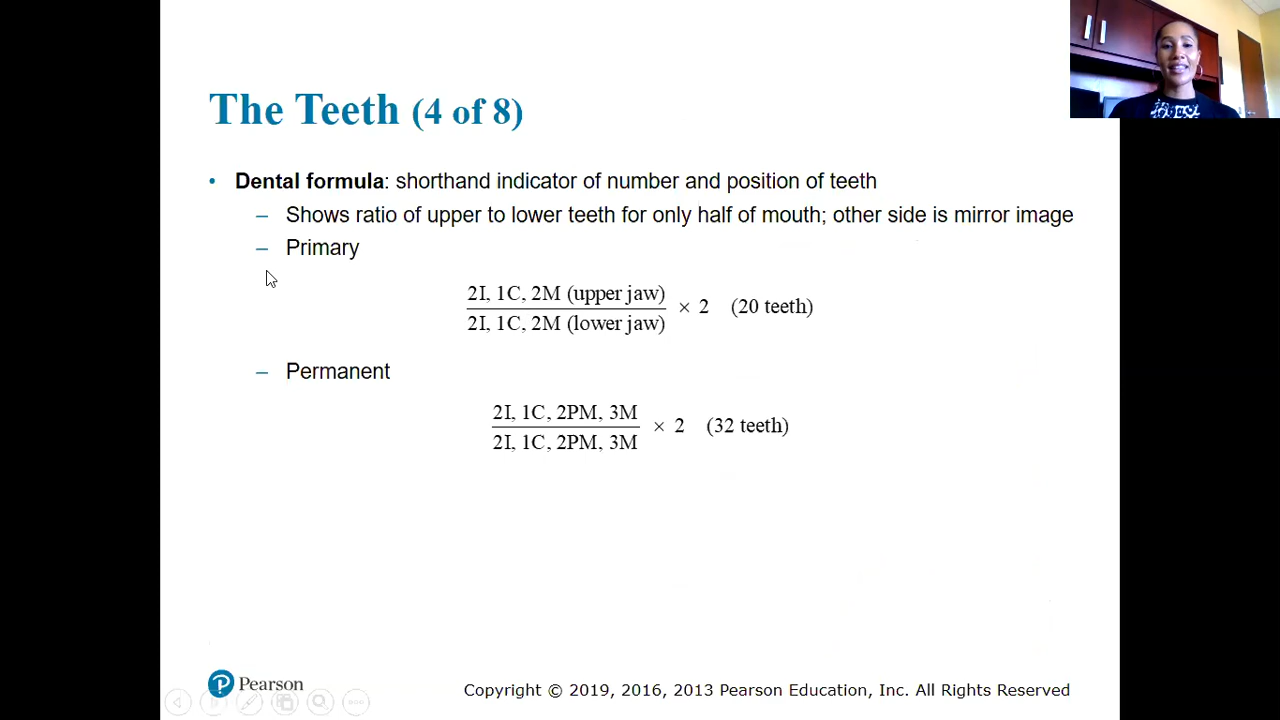 The Teeth (4 of 8)
• Dental formula: shorthand indicator of number and position of teeth
– Shows ratio of upper to lower teeth for only half of mouth; other side is mirror image
– Primary
2I, 1C, 2M (upper jaw)
2I, 1C, 2M (lower jaw)
× 2 (20 teeth)
– Permanent
2I, 1C, 2PM, 3M
2I, 1C, 2PM, 3M
× 2 (32 teeth)
P Pearson
Copyright © 2019, 2016, 2013 Pearson Education, Inc. All Rights Reserved